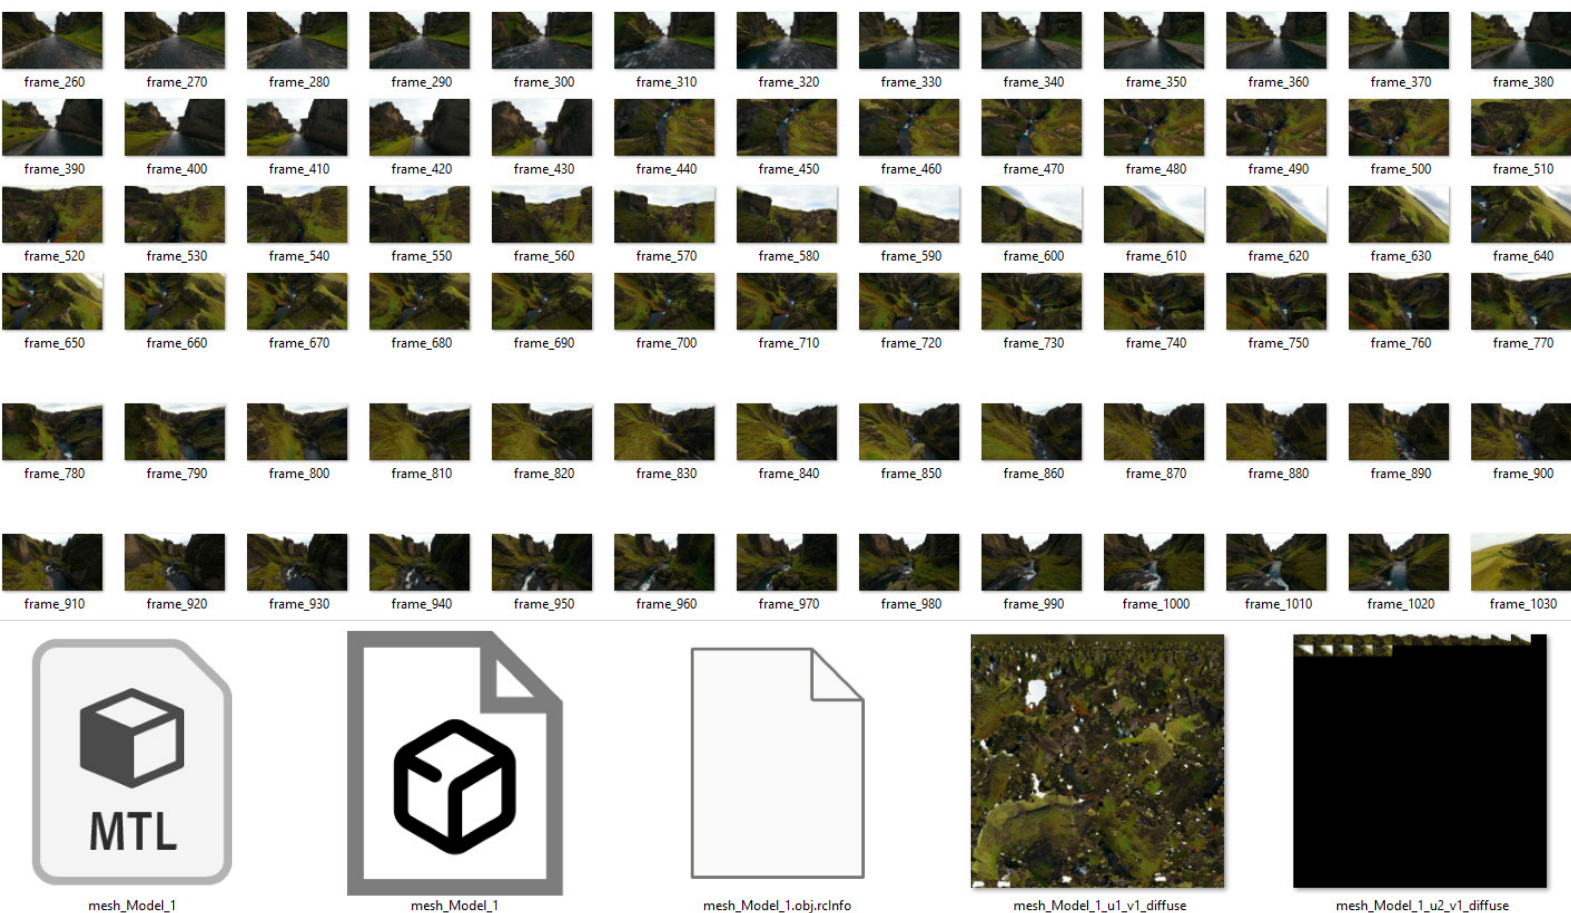 frame_260 frame_270 frame_280 frame_290 frame_300 frame_310 frame_320 frame_330 frame_340 frame_350 frame_360 frame_370 frame_380
frame_390 frame_400 frame_410 frame_420 frame_430 frame_440 frame_450 frame_460 frame_470 frame_480 frame_490 frame_500 frame_510
frame_520 frame_530 frame_540 frame_550 frame_560 frame_570 frame_580 frame_590 frame_600 frame_610 frame_620 frame_630 frame_640
frame_650 frame_660 frame_670 frame_680 frame_690 frame_700 frame_710 frame_720 frame_730 frame_740 frame_750 frame_760 frame_770
frame_780 frame_790 frame_800 frame_810 frame_820 frame_830 frame_840 frame_850 frame_860 frame_870 frame_880 frame_890 frame_900
frame_910 frame_920 frame_930 frame_940 frame_950 frame_960 frame_970 frame_980 frame_990 frame_1000 frame_1010 frame_1020 frame_1030
MTL
mesh_Model_1 mesh_Model_1 mesh_Model_1.obj.rcInfo mesh_Model_1_u1_v1_diffuse mesh_Model_1_u2_v1_diffuse